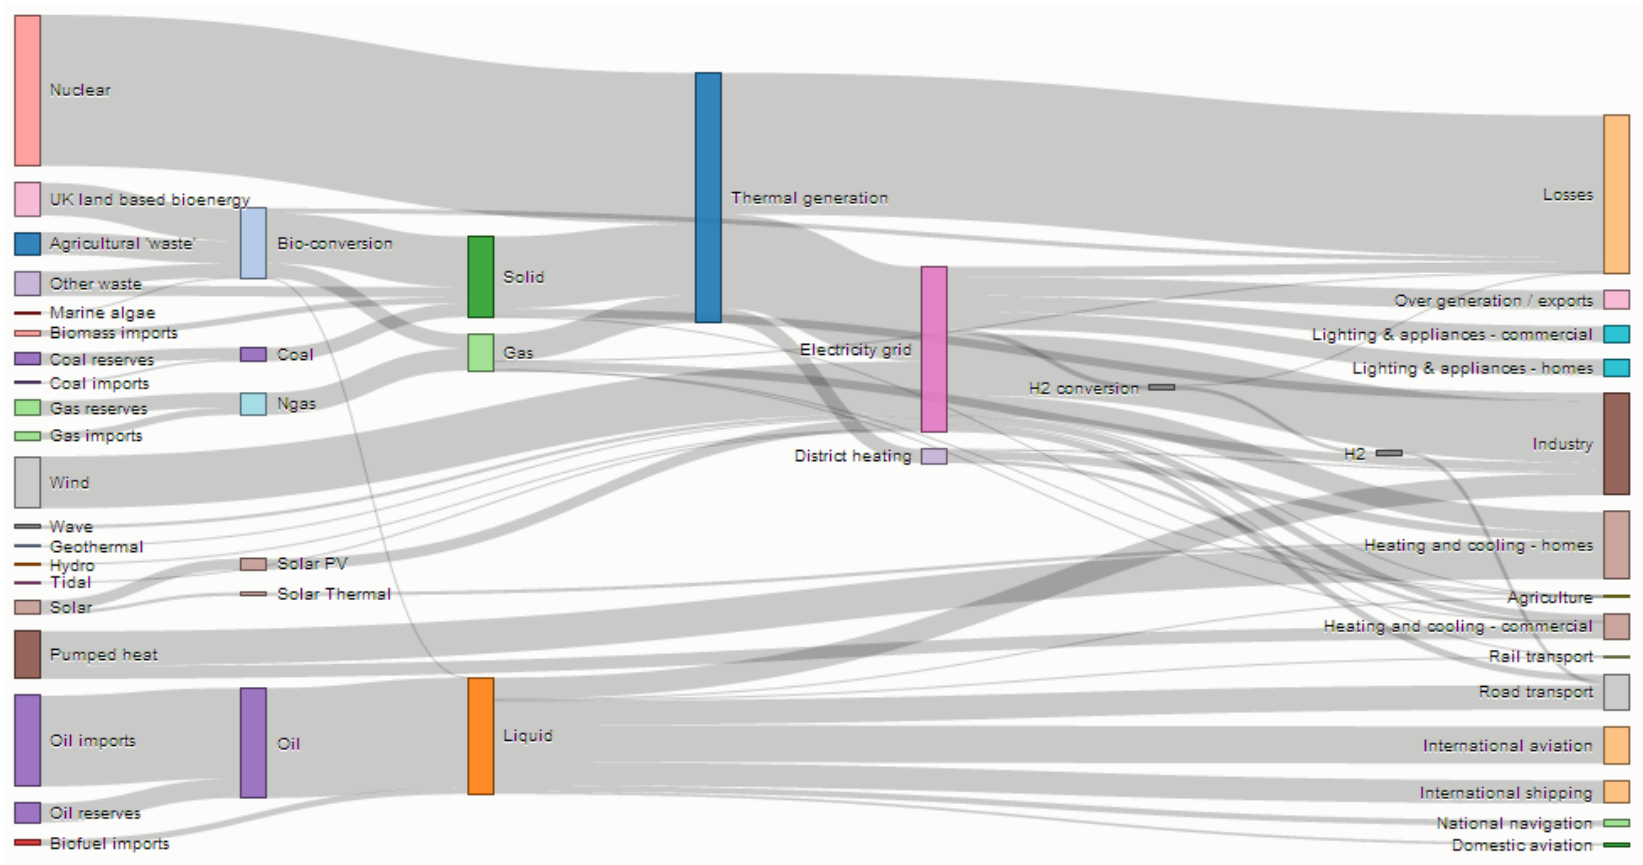 Nuclear
UK land based bioenergy
Agricultural 'waste'
Other waste
Marine algae
Biomass imports
Coal reserves
Coal imports
Gas reserves
Gas imports
Wind
Wave
Geothermal
Hydro
Tidal
Solar
Pumped heat
Oil imports
Oil reserves
Biofuel imports
Bio-conversion
Coal
Ngas
Solar PV
Solar Thermal
Oil
Solid
Gas
Liquid
Thermal generation
Electricity grid
District heating
H2 conversion
H2
Losses
Over generation / exports
Lighting & appliances - commercial
Lighting & appliances - homes
Industry
Heating and cooling - homes
Agriculture
Heating and cooling - commercial
Rail transport
Road transport
International aviation
International shipping
National navigation
Domestic aviation